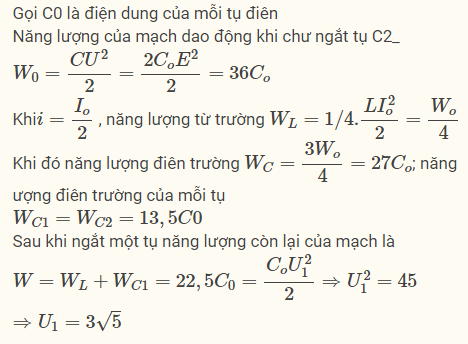 Gọi C0 là điện dung của mỗi tụ điên
Năng lượng của mạch dao động khi chư ngắt tụ C2_
W_0 = \frac{CU^2}{2} = \frac{2C_oE^2}{2} = 36C_o
Khi i = \frac{I_o}{2} , năng lượng từ trường W_L = 1/4.\frac{LI_o^2}{2} = \frac{W_o}{4}
Khi đó năng lượng điên trường W_C = \frac{3W_o}{4} = 27C_o; năng
ượng điên trường của mỗi tụ
W_{C1} = W_{C2} = 13,5C0
Sau khi ngắt một tụ năng lượng còn lại của mạch là
W = W_L + W_{C1} = 22,5C_0 = \frac{C_oU_1^2}{2} ⇒ U_1^2 = 45
⇒ U_1 = 3\sqrt{5}